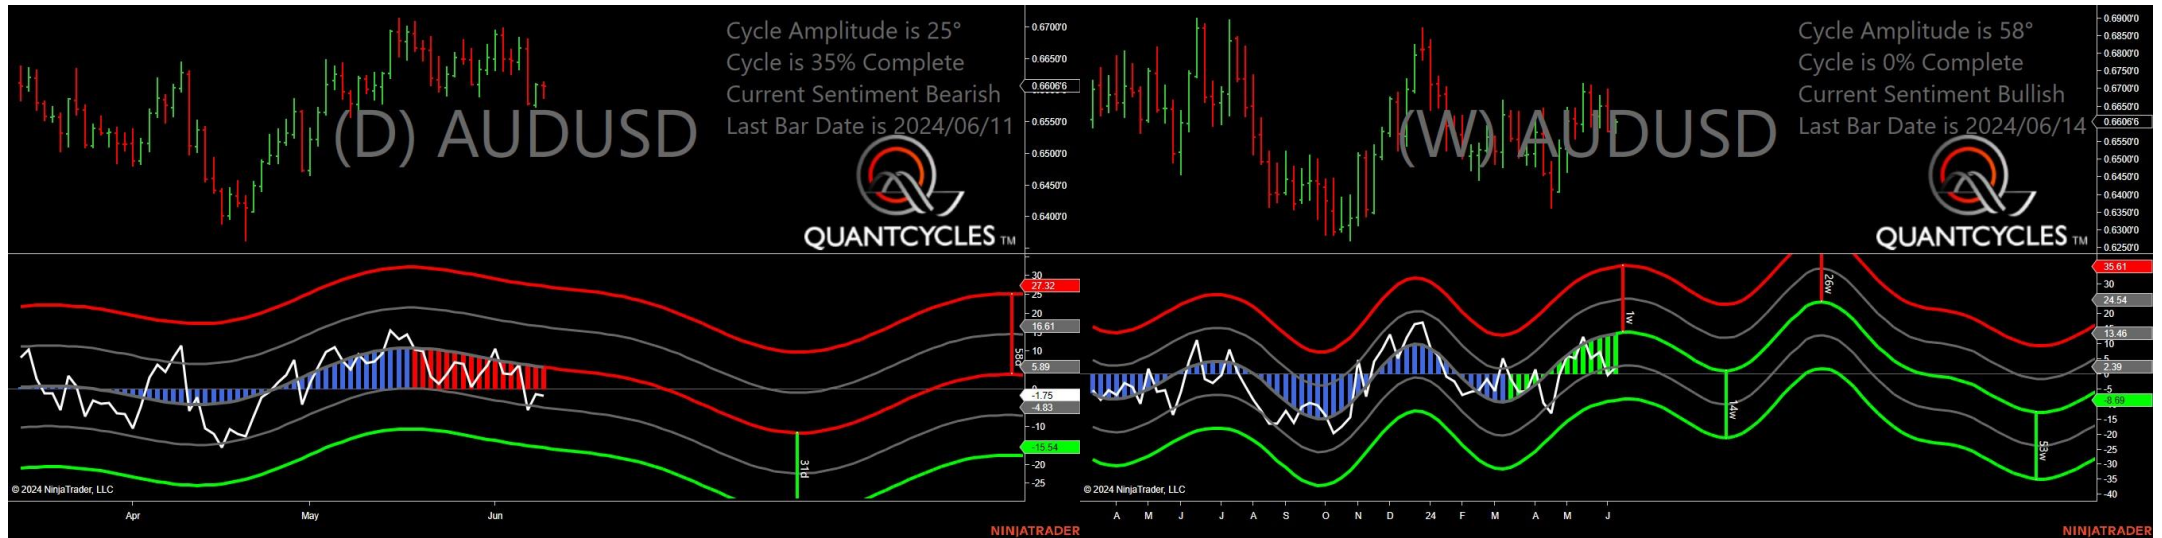 Cycle Amplitude is 25°
Cycle is 35% Complete
Current Sentiment Bearish
Last Bar Date is 2024/06/11
(D) AUDUSD
QUANTCYCLES TM
0.6700'0
0.6650'0
0.6606'6
0.6550'0
0.6500'0
0.6450'0
0.6400'0
30
27.32
25
20
16.61
15
10
5.89
0
-1.75
-4.83
-10
-15.54
-20
-25
58d
31d
© 2024 NinjaTrader, LLC
Apr
May
Jun
NINJATRADER
Cycle Amplitude is 58°
Cycle is 0% Complete
Current Sentiment Bullish
Last Bar Date is 2024/06/14
(W) AUDUSD
QUANTCYCLES TM
0.6900'0
0.6850'0
0.6800'0
0.6750'0
0.6700'0
0.6650'0
0.6606'6
0.6550'0
0.6500'0
0.6450'0
0.6400'0
0.6350'0
0.6300'0
0.6250'0
35.61
30
24.54
20
15
13.46
10
5
2.39
0
-5
-8.69
-15
-20
-25
-30
-35
-40
1w
14w
26w
53w
© 2024 NinjaTrader, LLC
A M J J A S O N D 24 F M A M J
NINJATRADER